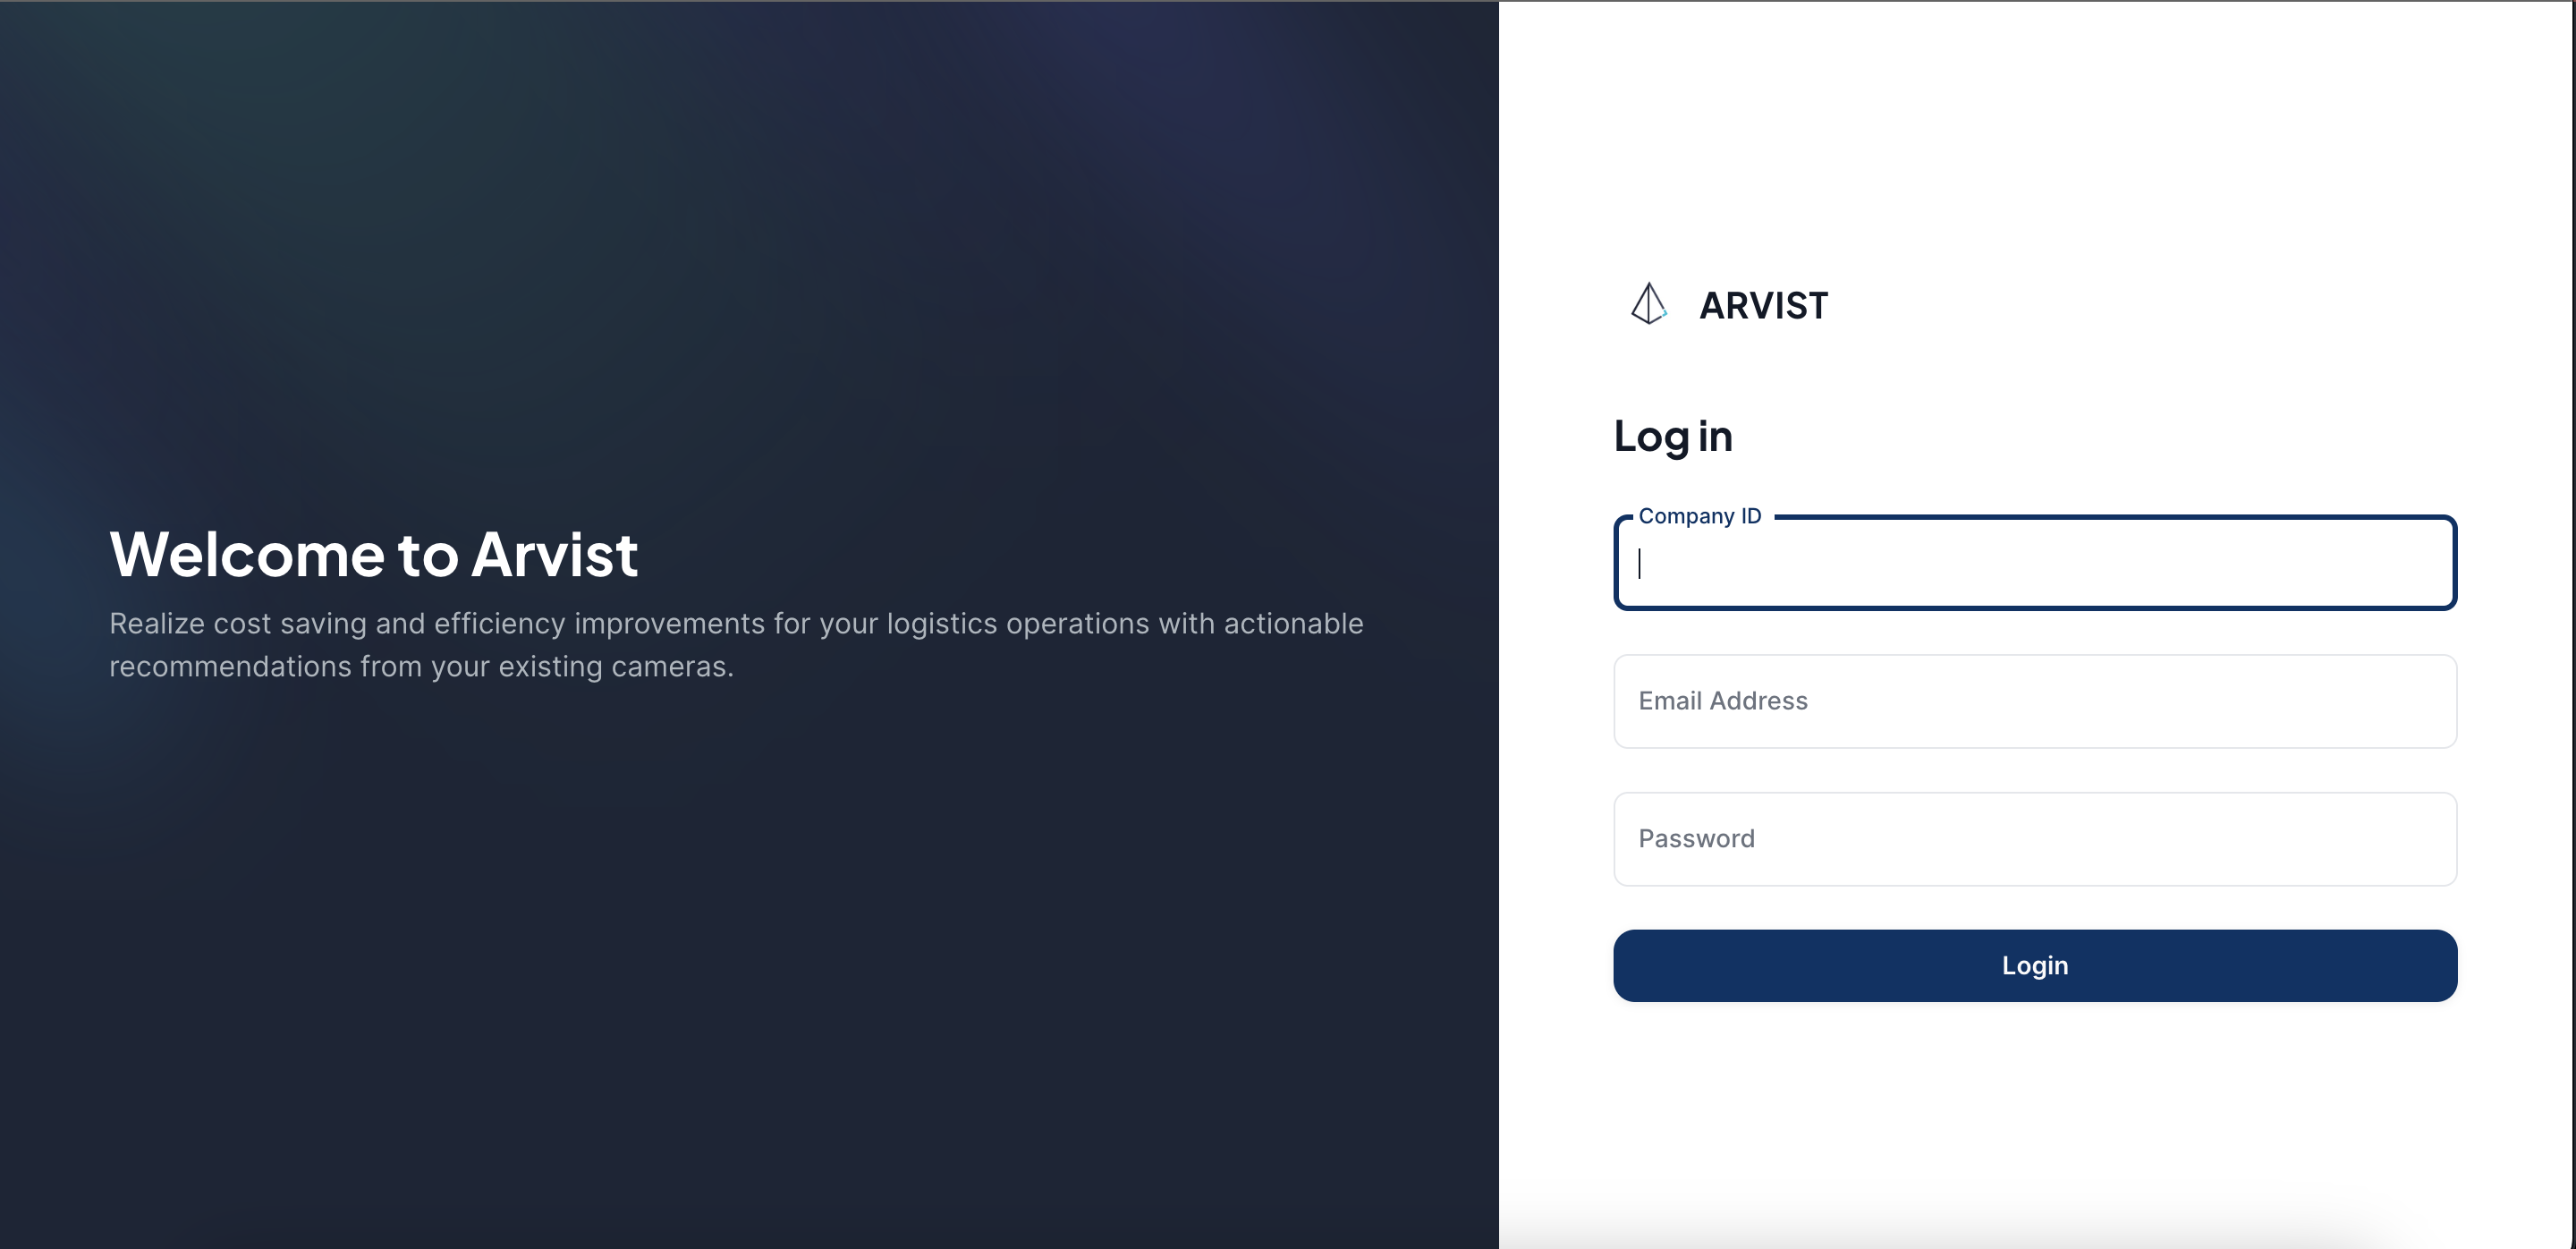 Welcome to Arvist
Realize cost saving and efficiency improvements for your logistics operations with actionable
recommendations from your existing cameras.
ARVIST
Log in
Company ID
Email Address
Password
Login